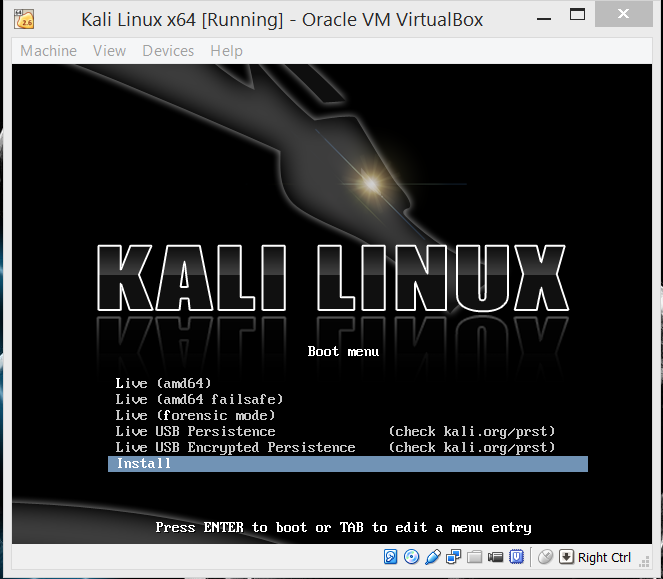 Kali Linux x64 [Running] - Oracle VM VirtualBox
Machine View Devices Help
KALI LINUX
Boot menu
Live (amd64)
Live (amd64 failsafe)
Live (forensic mode)
Live USB Persistence (check kali.org/prst)
Live USB Encrypted Persistence (check kali.org/prst)
Install
Press ENTER to boot or TAB to edit a menu entry
Right Ctrl